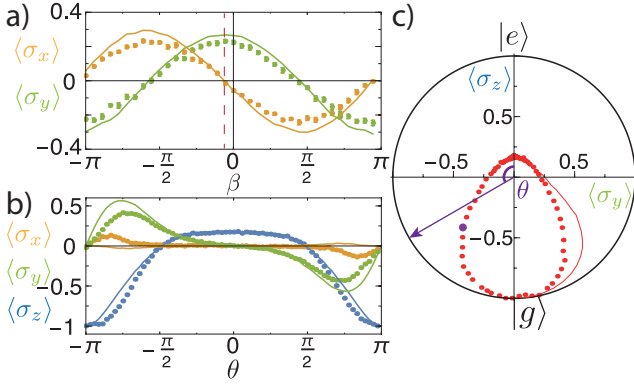 a)
0.4
⟨σx⟩
0
⟨σy⟩
−0.4
−π
−π/2
0
π/2
π
β
b)
0.5
⟨σx⟩
0
⟨σy⟩
−0.5
⟨σz⟩
−1
−π
−π/2
0
π/2
π
θ
c)
|e⟩
⟨σz⟩
0.5
−0.5
0.5
θ
⟨σy⟩
−0.5
|g⟩